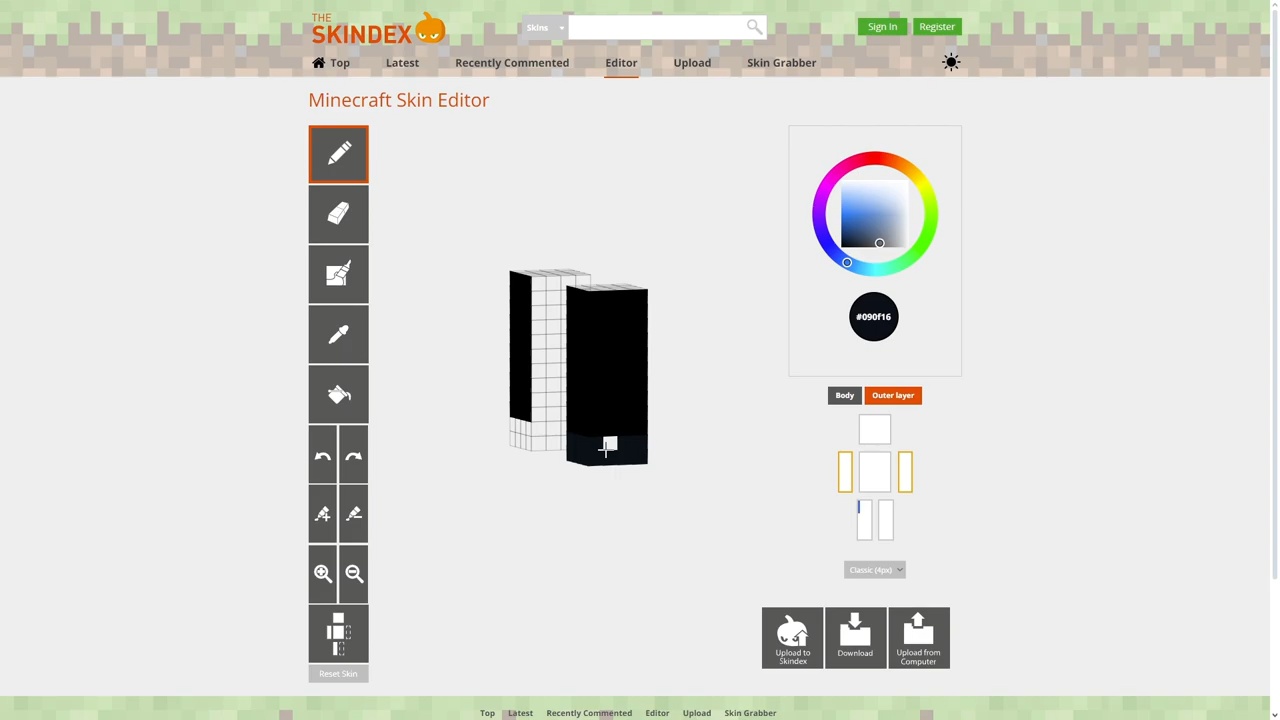 THE
SKINDEX
Skins
Sign In
Register
Top
Latest
Recently Commented
Editor
Upload
Skin Grabber
Minecraft Skin Editor
#090f16
Body
Outer layer
Classic (4px)
Upload to
Skindex
Download
Upload from
Computer
Reset Skin
Top
Latest
Recently Commented
Editor
Upload
Skin Grabber